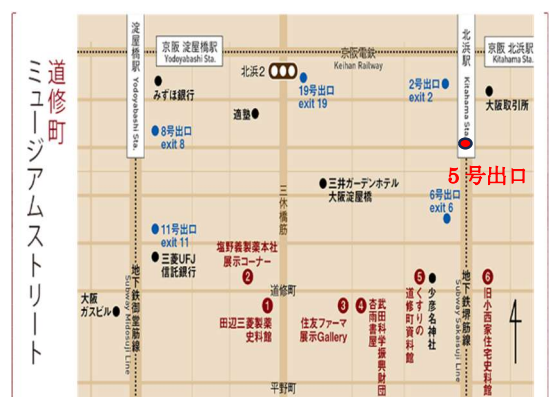 道修町
ミュージアムストリート
淀屋橋駅 Yodoyabashi Sta.
京阪 淀屋橋駅
Yodoyabashi Sta.
京阪電鉄
Keihan Railway
北浜駅 Kitahama Sta.
京阪 北浜駅
Kitahama Sta.
みずほ銀行
北浜2
19号出口
exit 19
2号出口
exit 2
大阪取引所
適塾
8号出口
exit 8
5号出口
三井ガーデンホテル
大阪淀屋橋
三休橋筋
6号出口
exit 6
11号出口
exit 11
三菱UFJ
信託銀行
塩野義製薬本社
展示コーナー
2
大阪
ガスビル
地下鉄御堂筋線
Subway Midosuji Line
道修町
1
田辺三菱製薬
史料館
3
住友ファーマ
展示Gallery
4
武田科学振興財団
杏雨書屋
5
くすりの
道修町資料館
少彦名神社
地下鉄堺筋線
Subway Sakaisuji Line
6
旧小西家住宅史料館
平野町